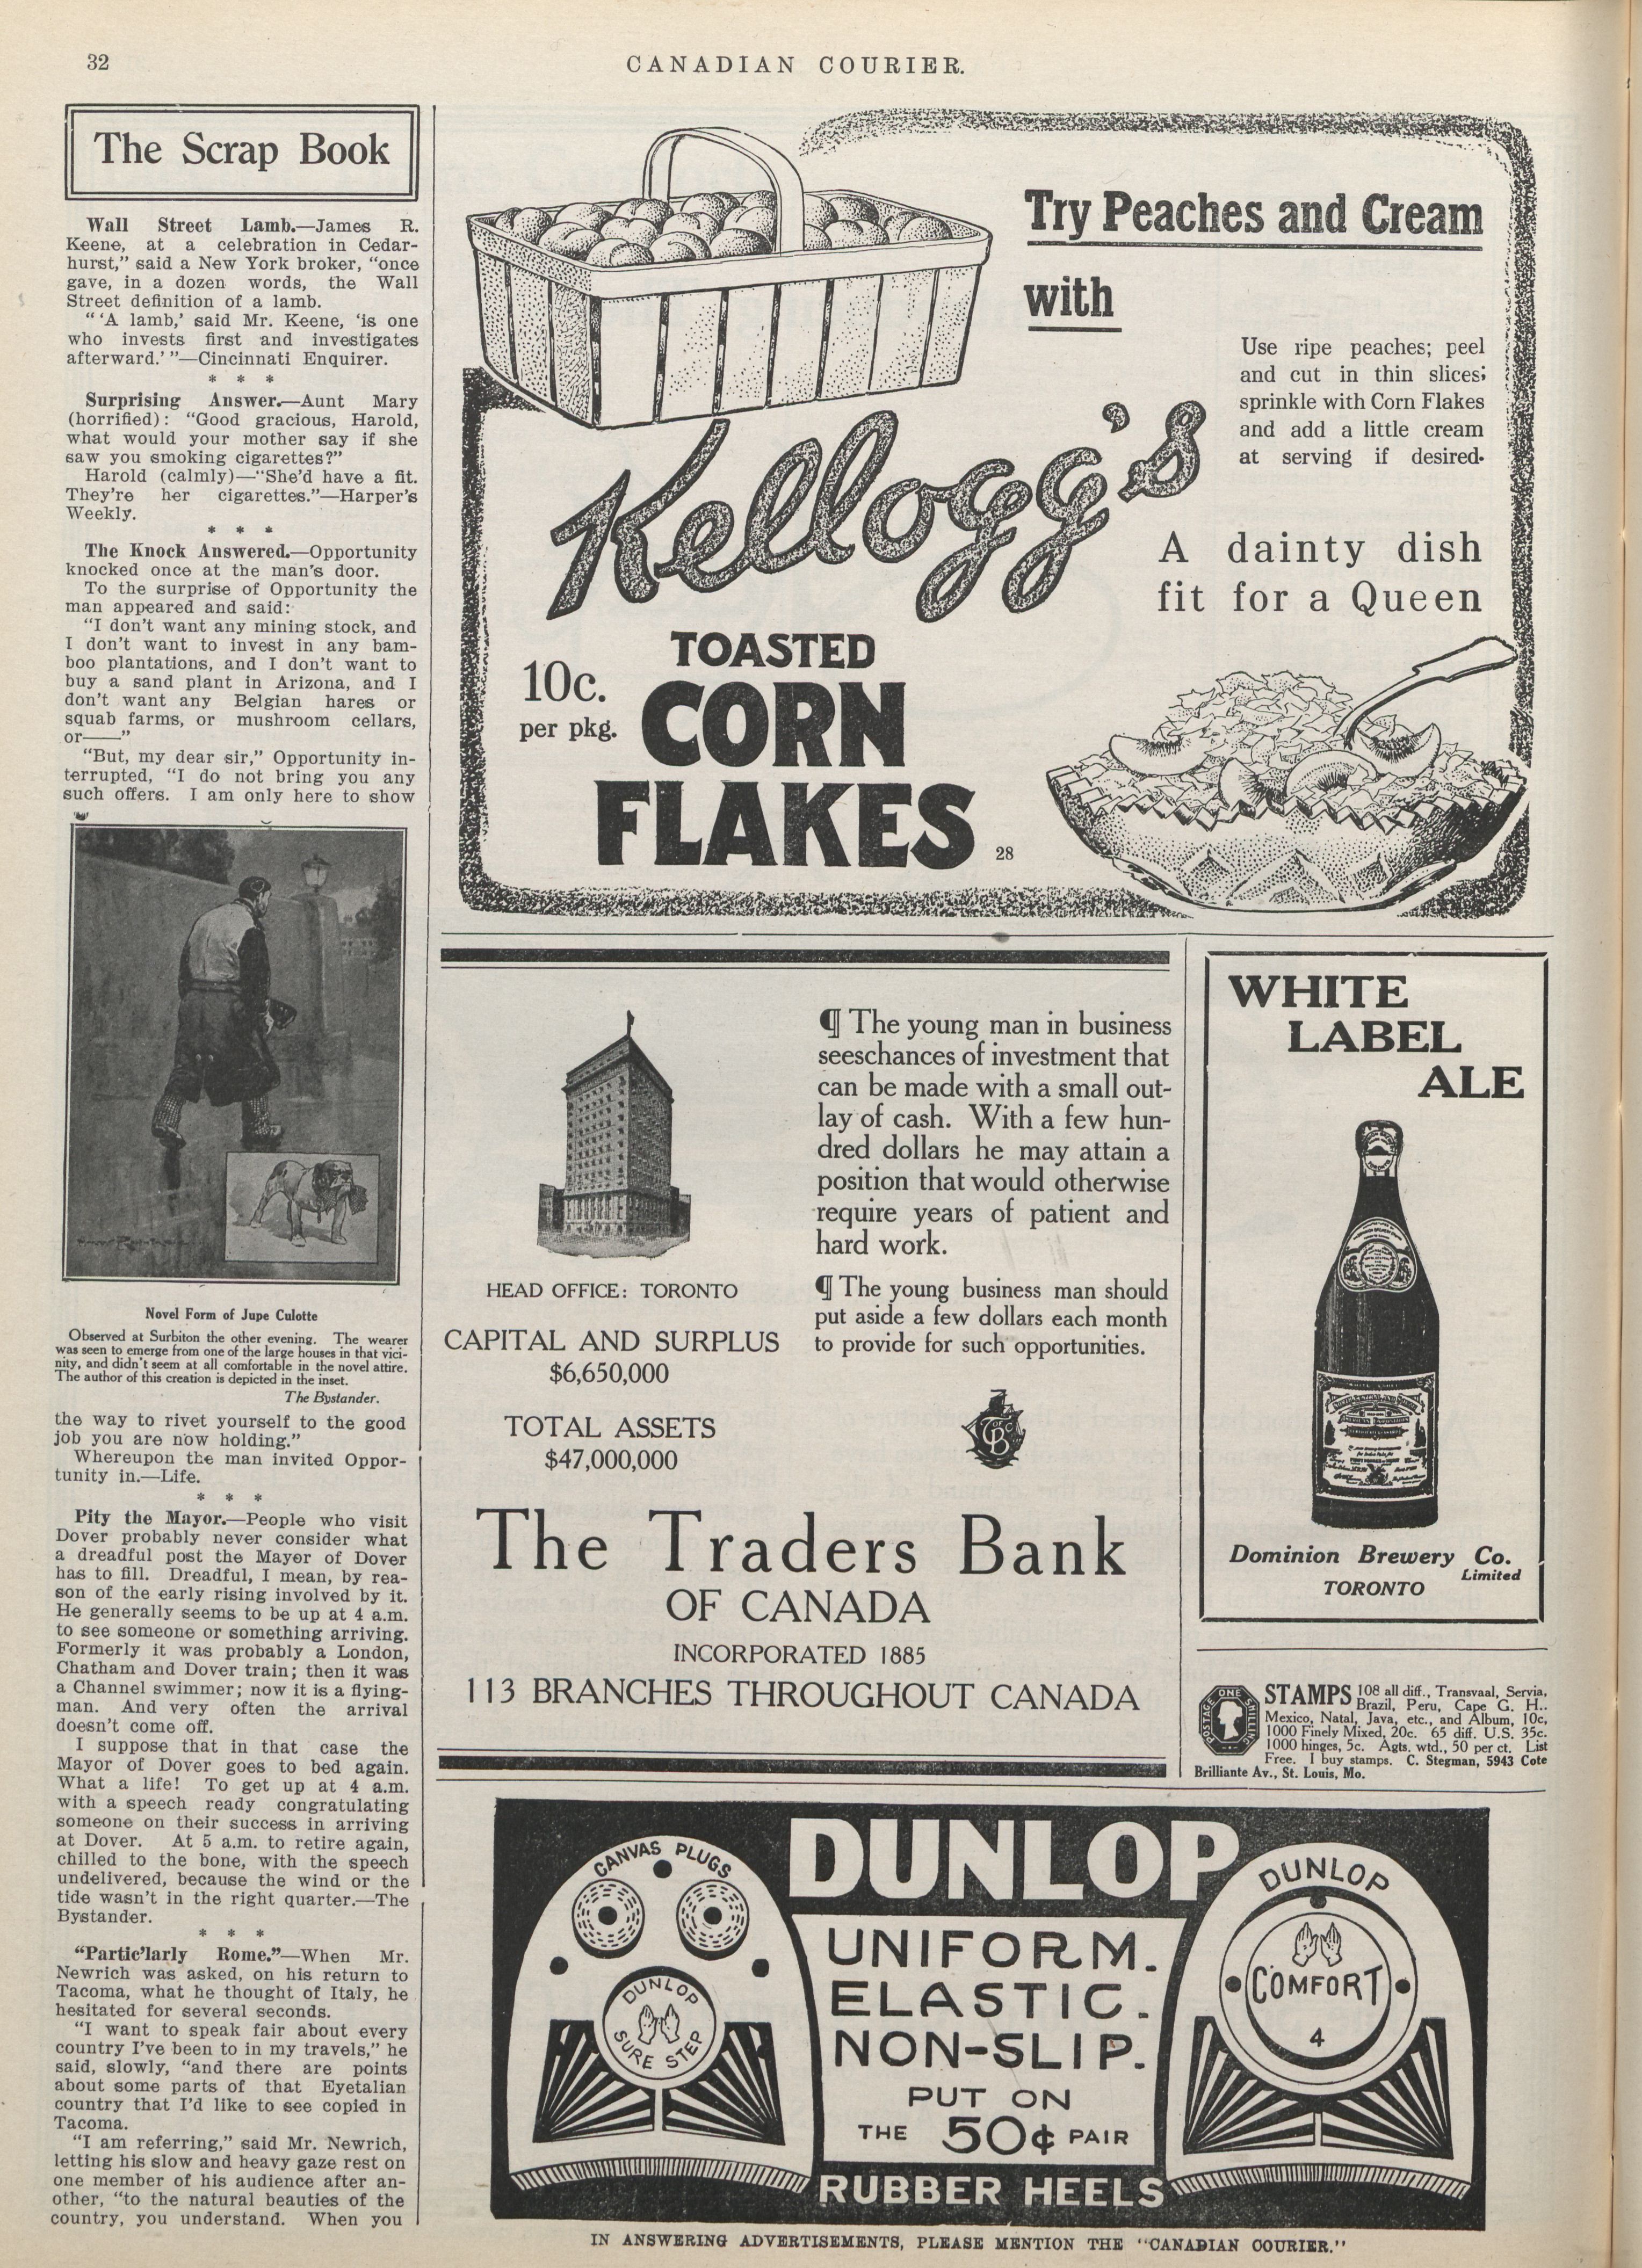 32
CANADIAN COURIER.
The Scrap Book
Wall Street Lamb.—James R.
Keene, at a celebration in Cedar-
hurst," said a New York broker, "once
gave, in a dozen words, the Wall
Street definition of a lamb.
"'A lamb,' said Mr. Keene, 'is one
who invests first and investigates
afterward.'"—Cincinnati Enquirer.
* * *
Surprising Answer.—Aunt Mary
(horrified): "Good gracious, Harold,
what would your mother say if she
saw you smoking cigarettes?"
Harold (calmly)—"She'd have a fit.
They're her cigarettes."—Harper's
Weekly.
* * *
The Knock Answered.—Opportunity
knocked once at the man's door.
To the surprise of Opportunity the
man appeared and said:
"I don't want any mining stock, and
I don't want to invest in any bam-
boo plantations, and I don't want to
buy a sand plant in Arizona, and I
don't want any Belgian hares or
squab farms, or mushroom cellars,
or——"
"But, my dear sir," Opportunity in-
terrupted, "I do not bring you any
such offers. I am only here to show
Novel Form of Jupe Culotte
Observed at Surbiton the other evening. The wearer
was seen to emerge from one of the large houses in that vici-
nity, and didn't seem at all comfortable in the novel attire.
The author of this creation is depicted in the inset.
The Bystander.
the way to rivet yourself to the good
job you are now holding."
Whereupon the man invited Oppor-
tunity in.—Life.
* * *
Pity the Mayor.—People who visit
Dover probably never consider what
a dreadful post the Mayer of Dover
has to fill. Dreadful, I mean, by rea-
son of the early rising involved by it.
He generally seems to be up at 4 a.m.
to see someone or something arriving.
Formerly it was probably a London,
Chatham and Dover train; then it was
a Channel swimmer; now it is a flying-
man. And very often the arrival
doesn't come off.
I suppose that in that case the
Mayor of Dover goes to bed again.
What a life! To get up at 4 a.m.
with a speech ready congratulating
someone on their success in arriving
at Dover. At 5 a.m. to retire again,
chilled to the bone, with the speech
undelivered, because the wind or the
tide wasn't in the right quarter.—The
Bystander.
* * *
"Partic'larly Rome."—When Mr.
Newrich was asked, on his return to
Tacoma, what he thought of Italy, he
hesitated for several seconds.
"I want to speak fair about every
country I've been to in my travels," he
said, slowly, "and there are points
about some parts of that Eyetalian
country that I'd like to see copied in
Tacoma.
"I am referring," said Mr. Newrich,
letting his slow and heavy gaze rest on
one member of his audience after an-
other, "to the natural beauties of the
country, you understand. When you
Try Peaches and Cream
with
Use ripe peaches; peel
and cut in thin slices;
sprinkle with Corn Flakes
and add a little cream
at serving if desired.
Kellogg's
A dainty dish
fit for a Queen
TOASTED
CORN
FLAKES
10c.
per pkg.
28
HEAD OFFICE: TORONTO
CAPITAL AND SURPLUS
$6,650,000
TOTAL ASSETS
$47,000,000
¶ The young man in business
seeschances of investment that
can be made with a small out-
lay of cash. With a few hun-
dred dollars he may attain a
position that would otherwise
require years of patient and
hard work.
¶ The young business man should
put aside a few dollars each month
to provide for such opportunities.
The Traders Bank
OF CANADA
INCORPORATED 1885
113 BRANCHES THROUGHOUT CANADA
WHITE
LABEL
ALE
Dominion Brewery Co.
Limited
TORONTO
POSTAGE ONE SHILLING
STAMPS 108 all diff., Transvaal, Servia,
Brazil, Peru, Cape G. H..
Mexico, Natal, Java, etc., and Album, 10c,
1000 Finely Mixed, 20c. 65 diff. U.S. 35c.
1000 hinges, 5c. Agts. wtd., 50 per ct. List
Free. I buy stamps. C. Stegman, 5943 Cote
Brilliante Av., St. Louis, Mo.
DUNLOP
CANVAS PLUGS
DUNLOP
SURE STEP
UNIFORM.
ELASTIC.
NON-SLIP.
PUT ON
THE 50¢ PAIR
RUBBER HEELS
DUNLOP
COMFORT
4
IN ANSWERING ADVERTISEMENTS, PLEASE MENTION THE "CANADIAN COURIER."